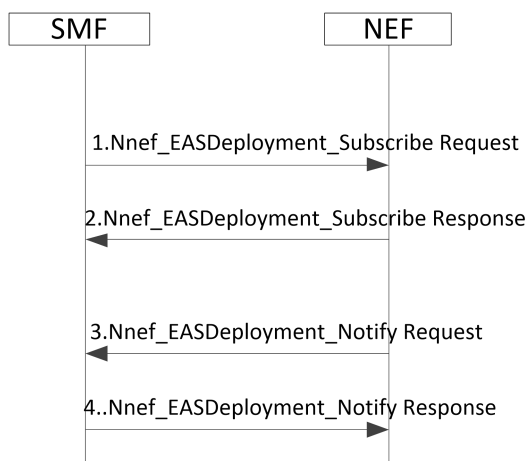 SMF
NEF
1.Nnef_EASDeployment_Subscribe Request
2.Nnef_EASDeployment_Subscribe Response
3.Nnef_EASDeployment_Notify Request
4..Nnef_EASDeployment_Notify Response